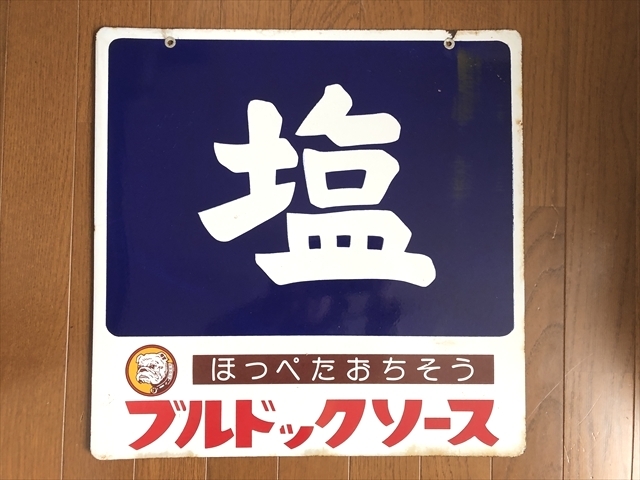 塩
ほっぺたおちそう
ブルドックソース